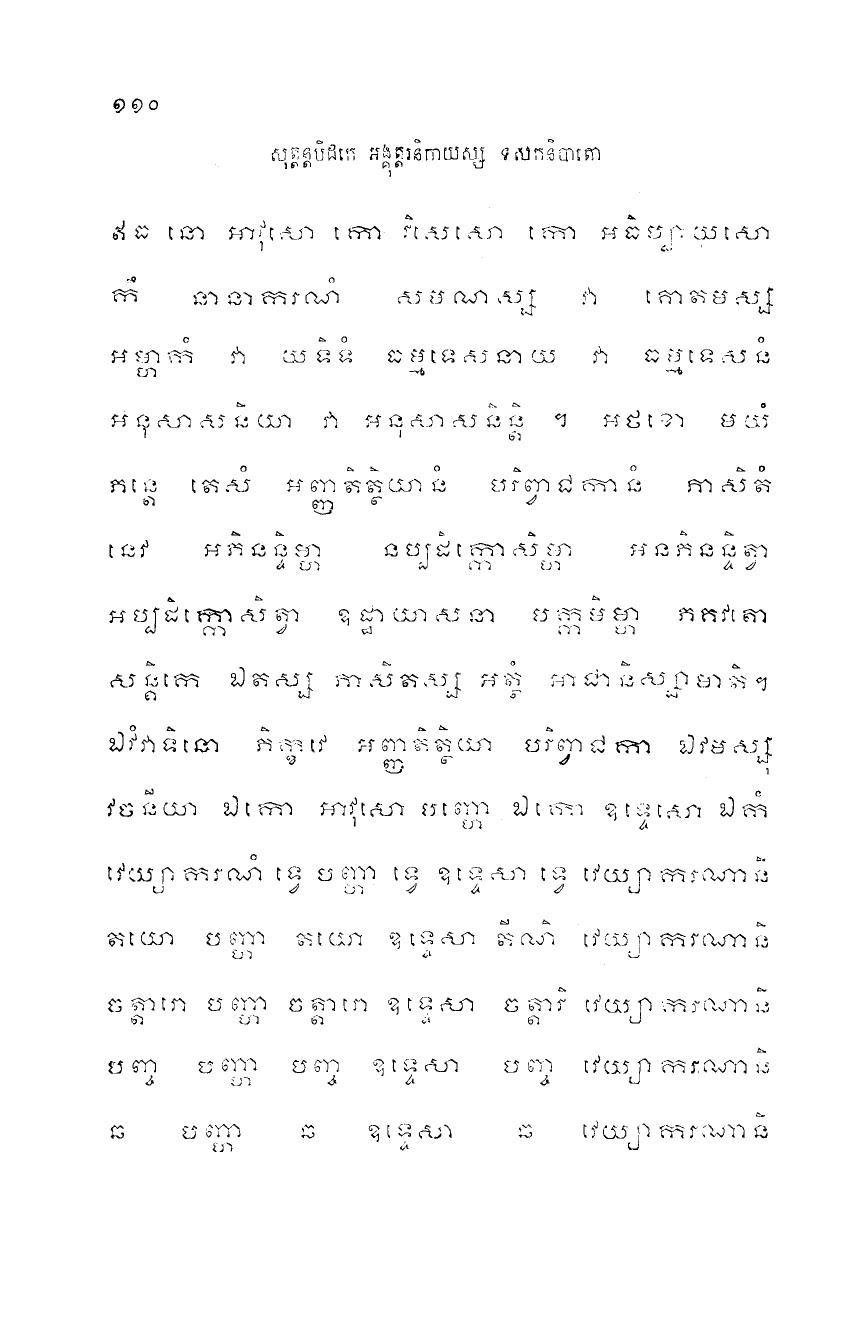 ១១០
សុត្តន្តបិដកេ អង្គុត្តរនិកាយស្ស ទសកនិបាតោ
ឥធ នោ អាវុសោ កោ វិសេសោ កោ អធិប្បាយសោ
កឹ នានាករណំ សមណស្ស វា គោតមស្ស
អម្ហាកំ វា យទិទំ ធម្មទេសនាយ វា ធម្មទេសនំ
អនុសាសនិយា វា អនុសាសនិន្តិ ។ អថខោ មយំ
ភន្តេ តេសំ អញ្ញតិត្ថិយានំ បរិព្វាជកានំ ភាសិតំ
នេវ អភិនន្ទិម្ហា នប្បដិក្កោសិម្ហា អនភិនន្ទិត្វា
អប្បដិក្កោសិត្វា ឧដ្ឋាយាសនា បក្កមិម្ហា ភគវតោ
សន្តិកេ ឯតស្ស ភាសិតស្ស អត្ថំ អាជានិស្សាមាតិ។
ឯវំវាទិនោ ភិក្ខវេ អញ្ញតិត្ថិយា បរិព្វាជកា ឯវមស្សុ
វចនីយា ឯកោ អាវុសោ បញ្ហោ ឯកោ ឧទ្ទេសោ ឯកំ
វេយ្យាករណំ ទ្វេ បញ្ហា ទ្វេ ឧទ្ទេសា ទ្វេ វេយ្យាករណានិ
តយោ បញ្ហា តយោ ឧទ្ទេសា តីណិ វេយ្យាករណានិ
ចត្តារោ បញ្ហា ចត្តារោ ឧទ្ទេសា ចត្តារិ វេយ្យាករណានិ
បញ្ច បញ្ហា បញ្ច ឧទ្ទេសា បញ្ច វេយ្យាករណានិ
ឆ បញ្ហា ឆ ឧទ្ទេសា ឆ វេយ្យាករណានិ